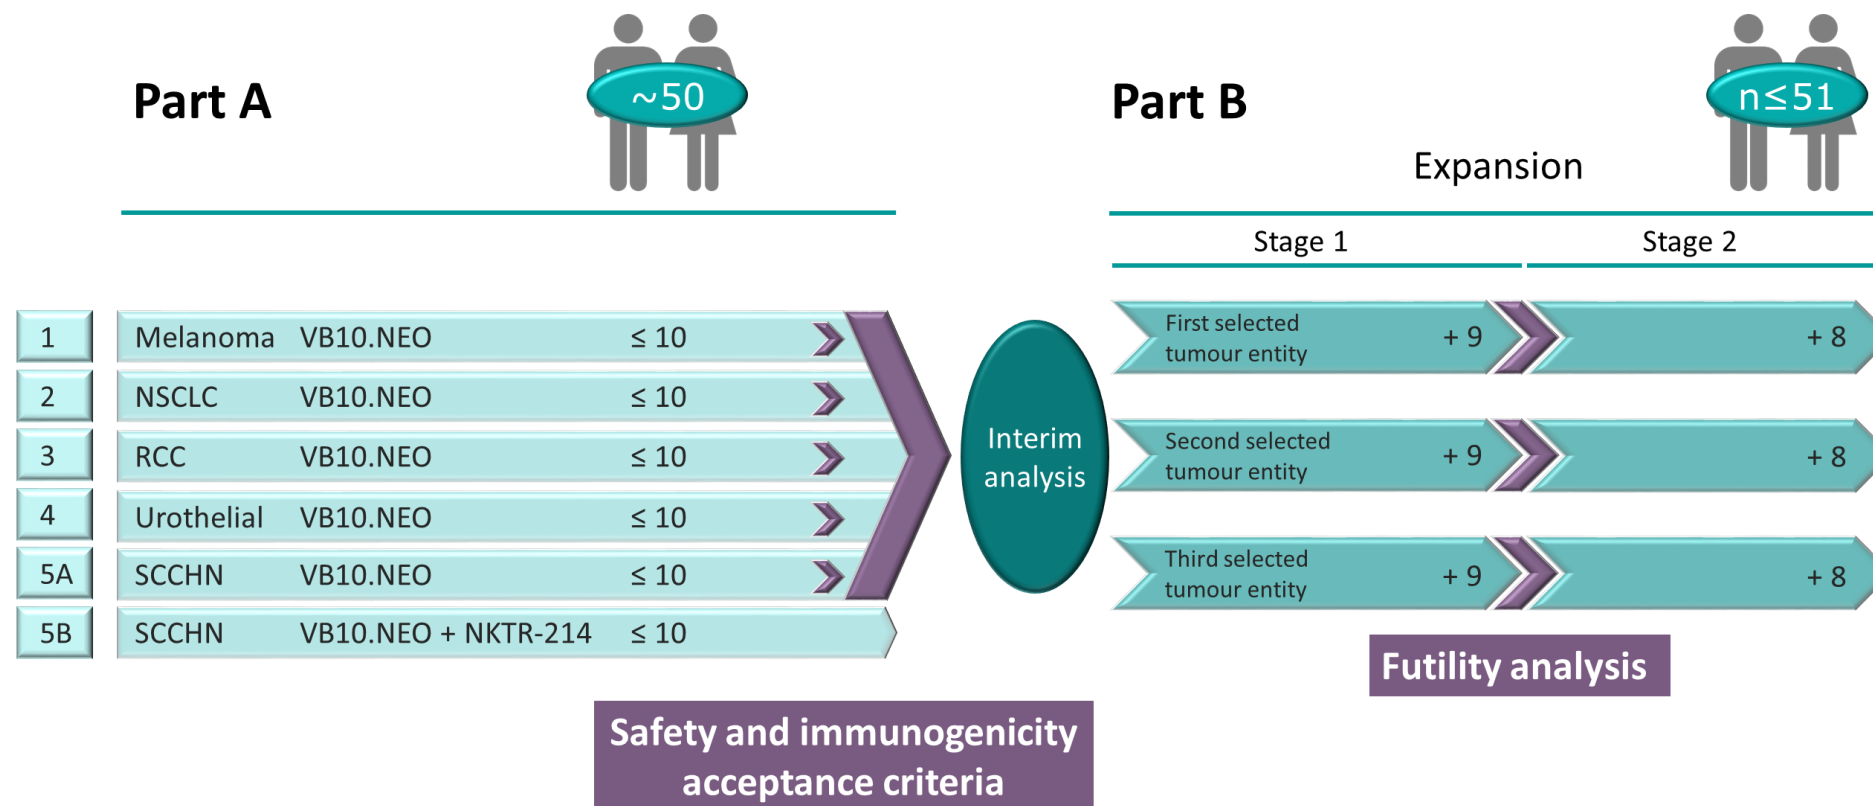 Part A
~50
1 Melanoma VB10.NEO ≤ 10
2 NSCLC VB10.NEO ≤ 10
3 RCC VB10.NEO ≤ 10
4 Urothelial VB10.NEO ≤ 10
5A SCCHN VB10.NEO ≤ 10
5B SCCHN VB10.NEO + NKTR-214 ≤ 10
Safety and immunogenicity
acceptance criteria
Interim
analysis
Part B
n≤51
Expansion
Stage 1
Stage 2
First selected
tumour entity
+ 9
+ 8
Second selected
tumour entity
+ 9
+ 8
Third selected
tumour entity
+ 9
+ 8
Futility analysis